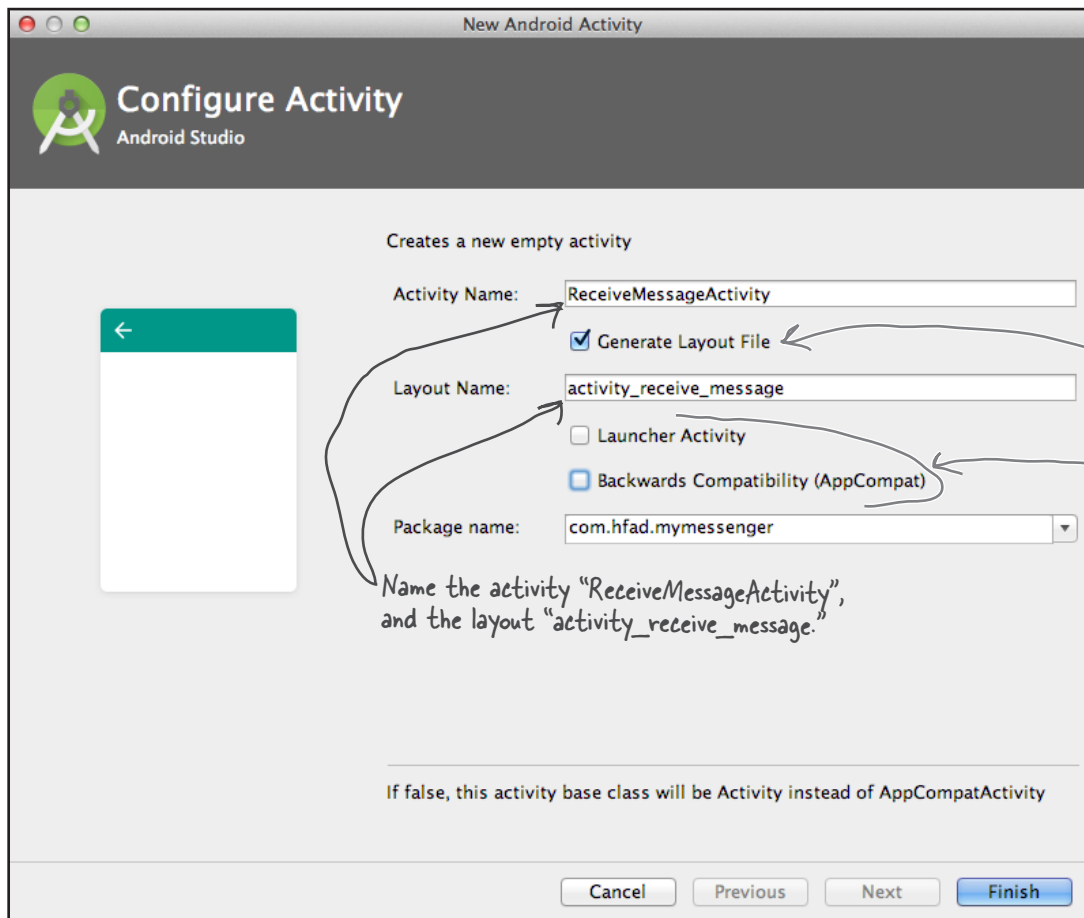 New Android Activity
Configure Activity
Android Studio
Creates a new empty activity
Activity Name: ReceiveMessageActivity
Generate Layout File
Layout Name: activity_receive_message
Launcher Activity
Backwards Compatibility (AppCompat)
Package name: com.hfad.mymessenger
Name the activity “ReceiveMessageActivity”,
and the layout “activity_receive_message.”
If false, this activity base class will be Activity instead of AppCompatActivity
Cancel Previous Next Finish